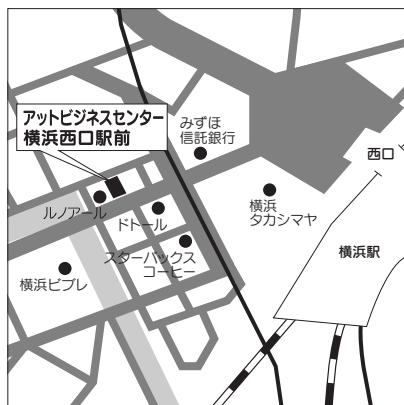 アットビジネスセンター
横浜西口駅前
みずほ
信託銀行
西口
ルノアール
ドトール
横浜
タカシマヤ
スターバックス
コーヒー
横浜駅
横浜ビブレ